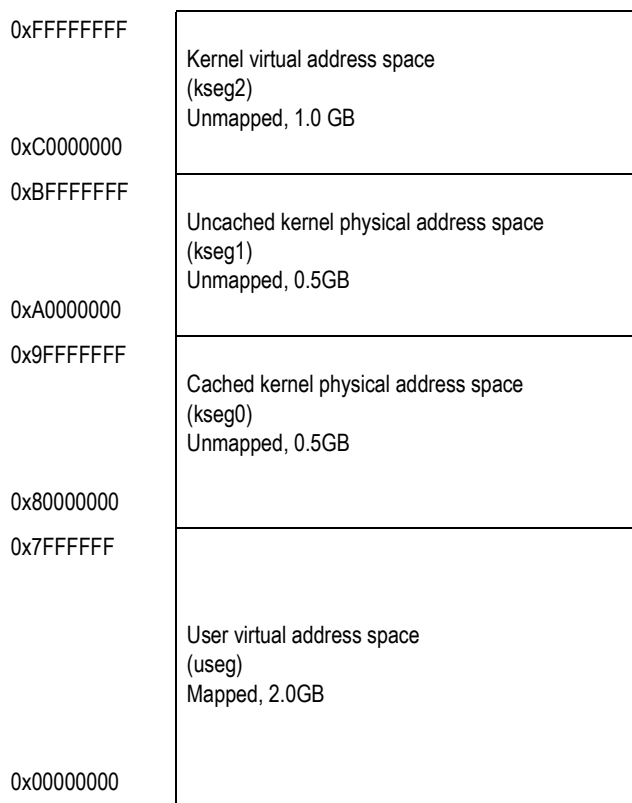 0xFFFFFFFF
Kernel virtual address space
(kseg2)
Unmapped, 1.0 GB
0xC0000000
0xBFFFFFFF
Uncached kernel physical address space
(kseg1)
Unmapped, 0.5GB
0xA0000000
0x9FFFFFFF
Cached kernel physical address space
(kseg0)
Unmapped, 0.5GB
0x80000000
0x7FFFFFF
User virtual address space
(useg)
Mapped, 2.0GB
0x00000000